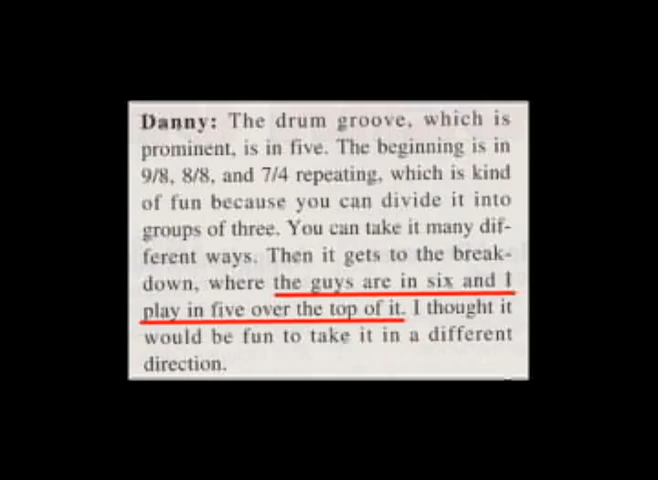 Danny: The drum groove, which is
prominent, is in five. The beginning is in
9/8, 8/8, and 7/4 repeating, which is kind
of fun because you can divide it into
groups of three. You can take it many dif-
ferent ways. Then it gets to the break-
down, where the guys are in six and I
play in five over the top of it. I thought it
would be fun to take it in a different
direction.